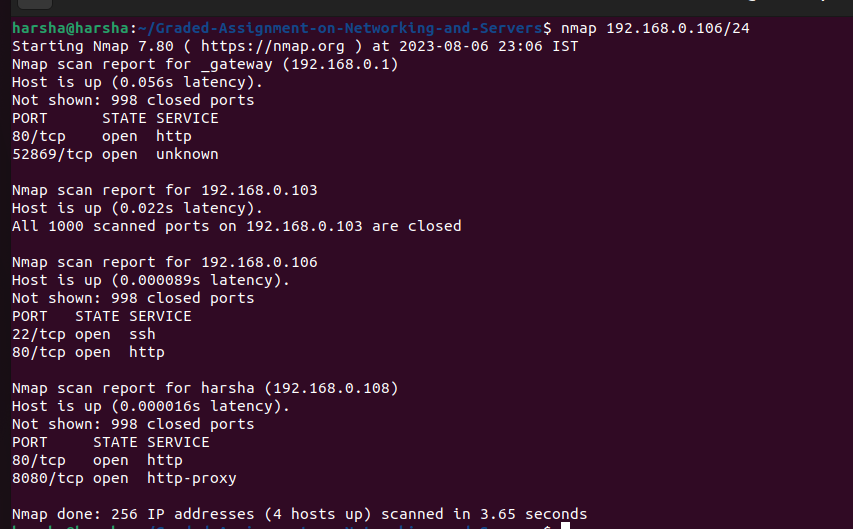 harsha@harsha:~/Graded-Assignment-on-Networking-and-Servers$ nmap 192.168.0.106/24
Starting Nmap 7.80 ( https://nmap.org ) at 2023-08-06 23:06 IST
Nmap scan report for _gateway (192.168.0.1)
Host is up (0.056s latency).
Not shown: 998 closed ports
PORT      STATE SERVICE
80/tcp    open  http
52869/tcp open  unknown

Nmap scan report for 192.168.0.103
Host is up (0.022s latency).
All 1000 scanned ports on 192.168.0.103 are closed

Nmap scan report for 192.168.0.106
Host is up (0.000089s latency).
Not shown: 998 closed ports
PORT   STATE SERVICE
22/tcp open  ssh
80/tcp open  http

Nmap scan report for harsha (192.168.0.108)
Host is up (0.000016s latency).
Not shown: 998 closed ports
PORT     STATE SERVICE
80/tcp   open  http
8080/tcp open  http-proxy

Nmap done: 256 IP addresses (4 hosts up) scanned in 3.65 seconds